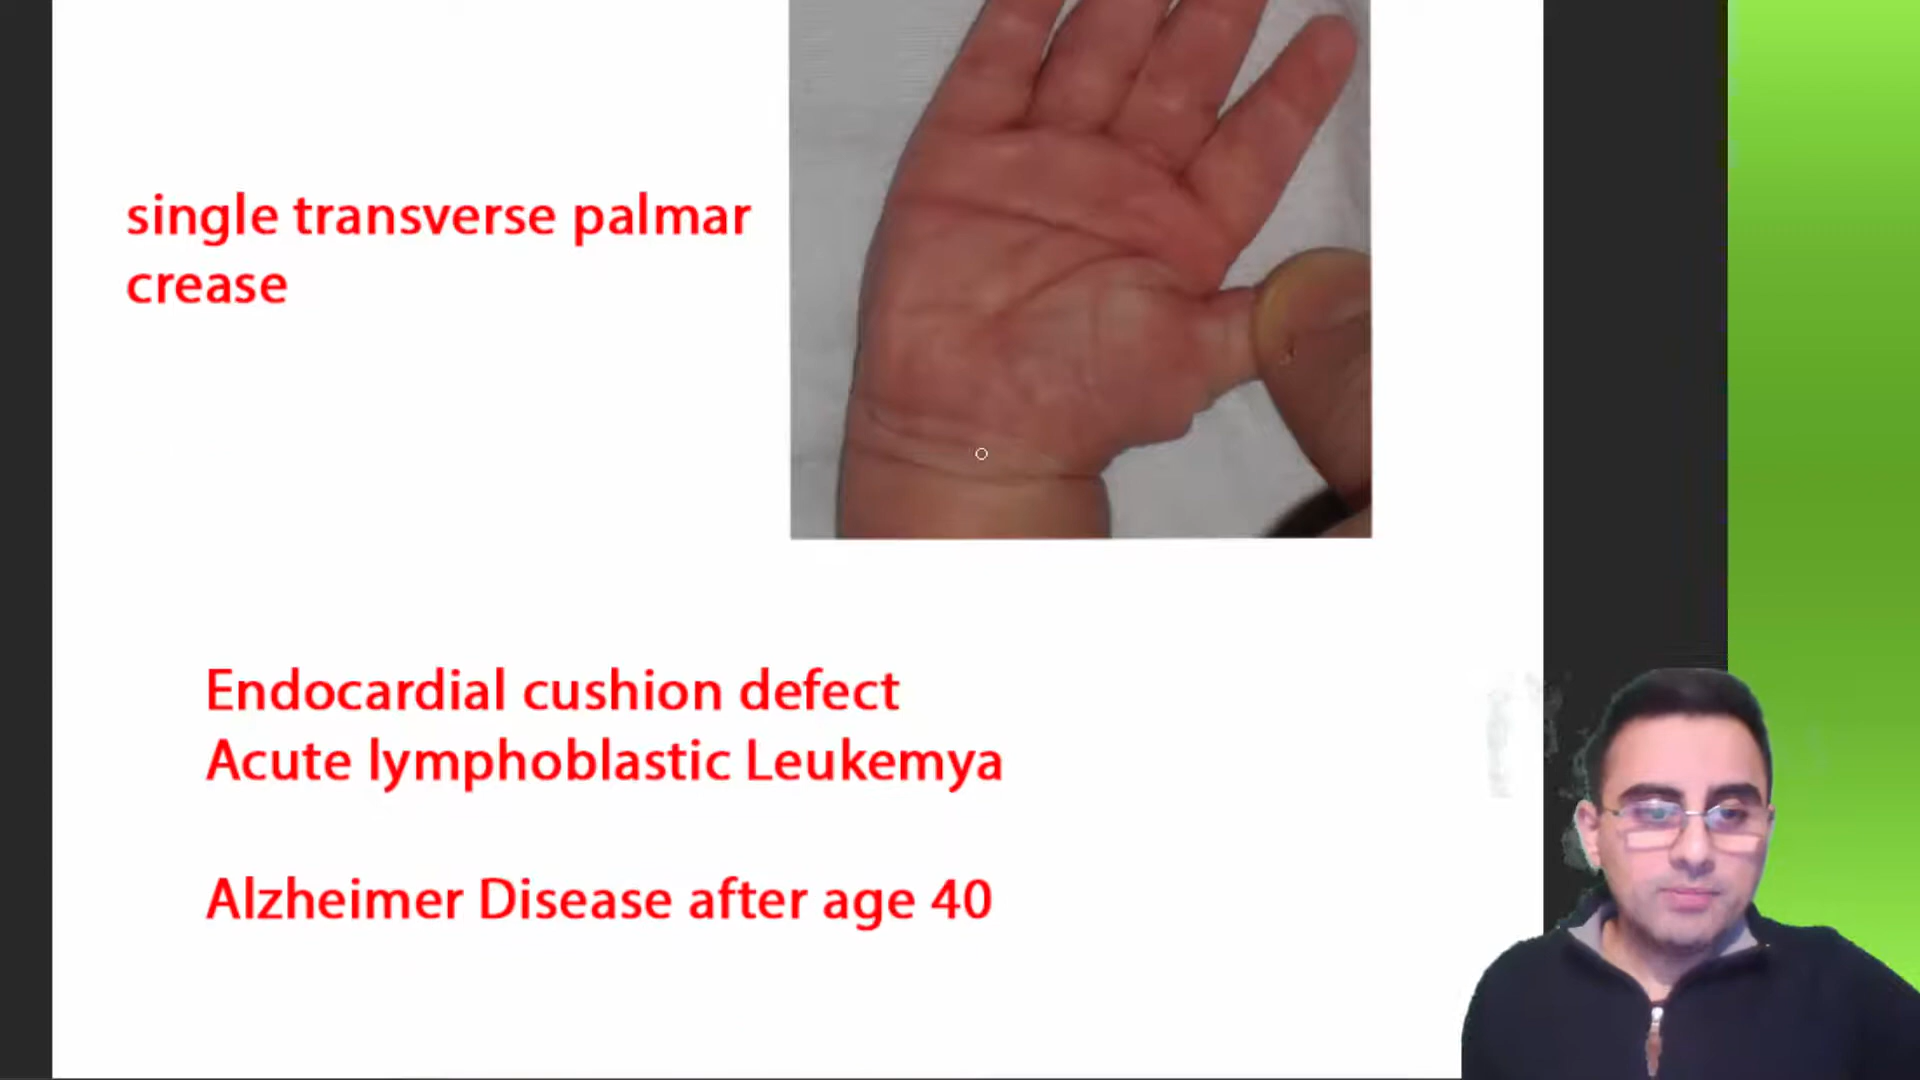 single transverse palmar
crease
Endocardial cushion defect
Acute lymphoblastic Leukemya
Alzheimer Disease after age 40